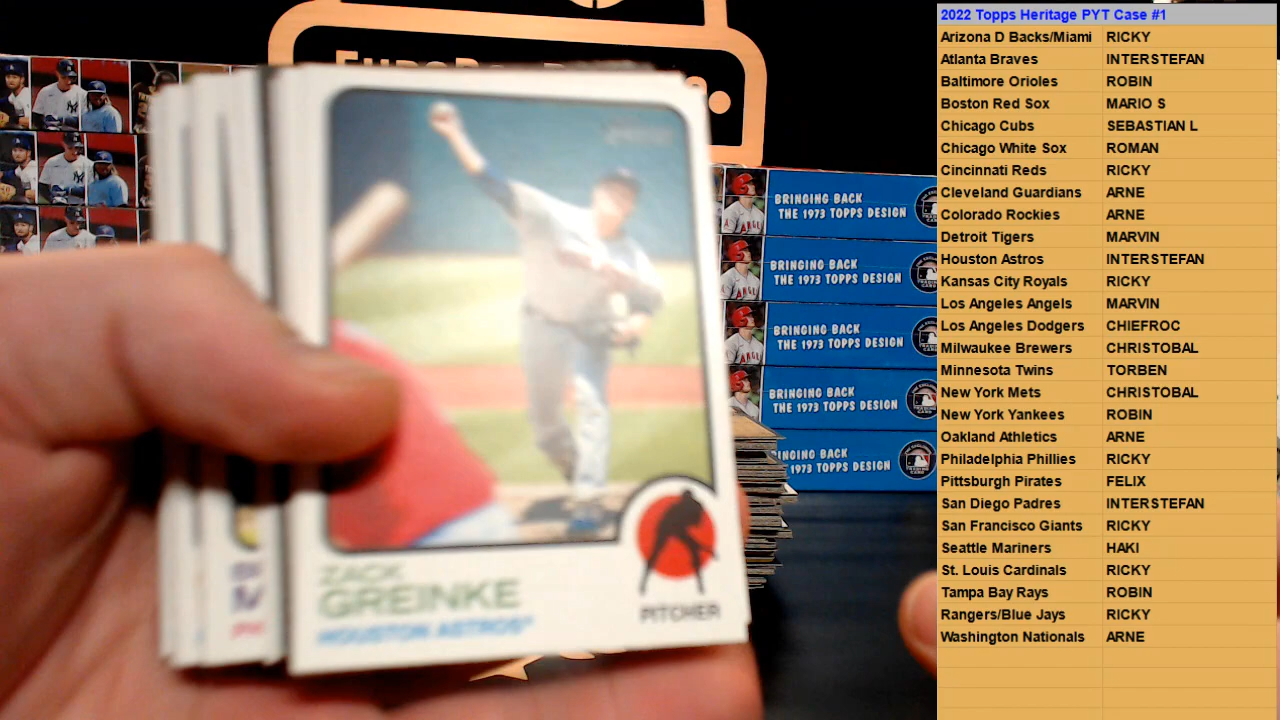 ZACK
GREINKE
HOUSTON ASTROS
PITCHER
BRINGING BACK
THE 1973 TOPPS DESIGN
BRINGING BACK
THE 1973 TOPPS DESIGN
BRINGING BACK
THE 1973 TOPPS DESIGN
BRINGING BACK
THE 1973 TOPPS DESIGN
THE 1973 TOPPS DESIGN
2022 Topps Heritage PYT Case #1
Arizona D Backs/Miami RICKY
Atlanta Braves INTERSTEFAN
Baltimore Orioles ROBIN
Boston Red Sox MARIO S
Chicago Cubs SEBASTIAN L
Chicago White Sox ROMAN
Cincinnati Reds RICKY
Cleveland Guardians ARNE
Colorado Rockies ARNE
Detroit Tigers MARVIN
Houston Astros INTERSTEFAN
Kansas City Royals RICKY
Los Angeles Angels MARVIN
Los Angeles Dodgers CHIEFROC
Milwaukee Brewers CHRISTOBAL
Minnesota Twins TORBEN
New York Mets CHRISTOBAL
New York Yankees ROBIN
Oakland Athletics ARNE
Philadelphia Phillies RICKY
Pittsburgh Pirates FELIX
San Diego Padres INTERSTEFAN
San Francisco Giants RICKY
Seattle Mariners HAKI
St. Louis Cardinals RICKY
Tampa Bay Rays ROBIN
Rangers/Blue Jays RICKY
Washington Nationals ARNE